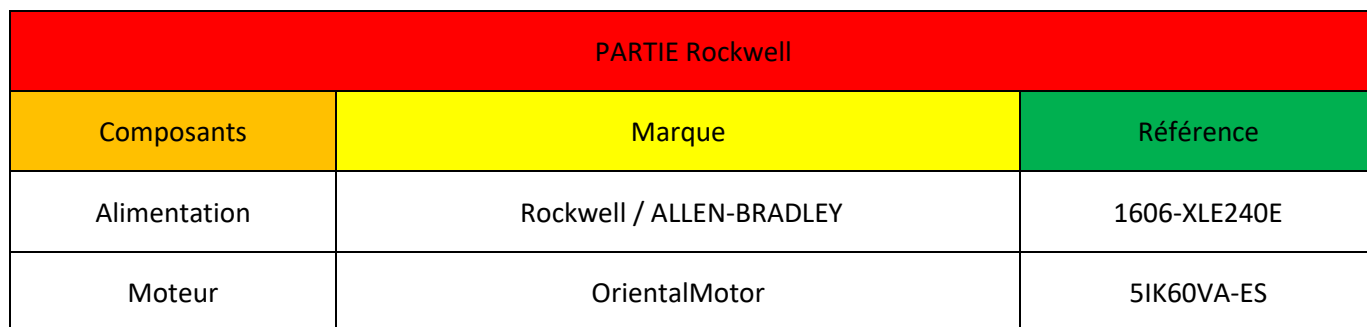 PARTIE Rockwell
Composants Marque Référence
Alimentation Rockwell / ALLEN-BRADLEY 1606-XLE240E
Moteur OrientalMotor 5IK60VA-ES